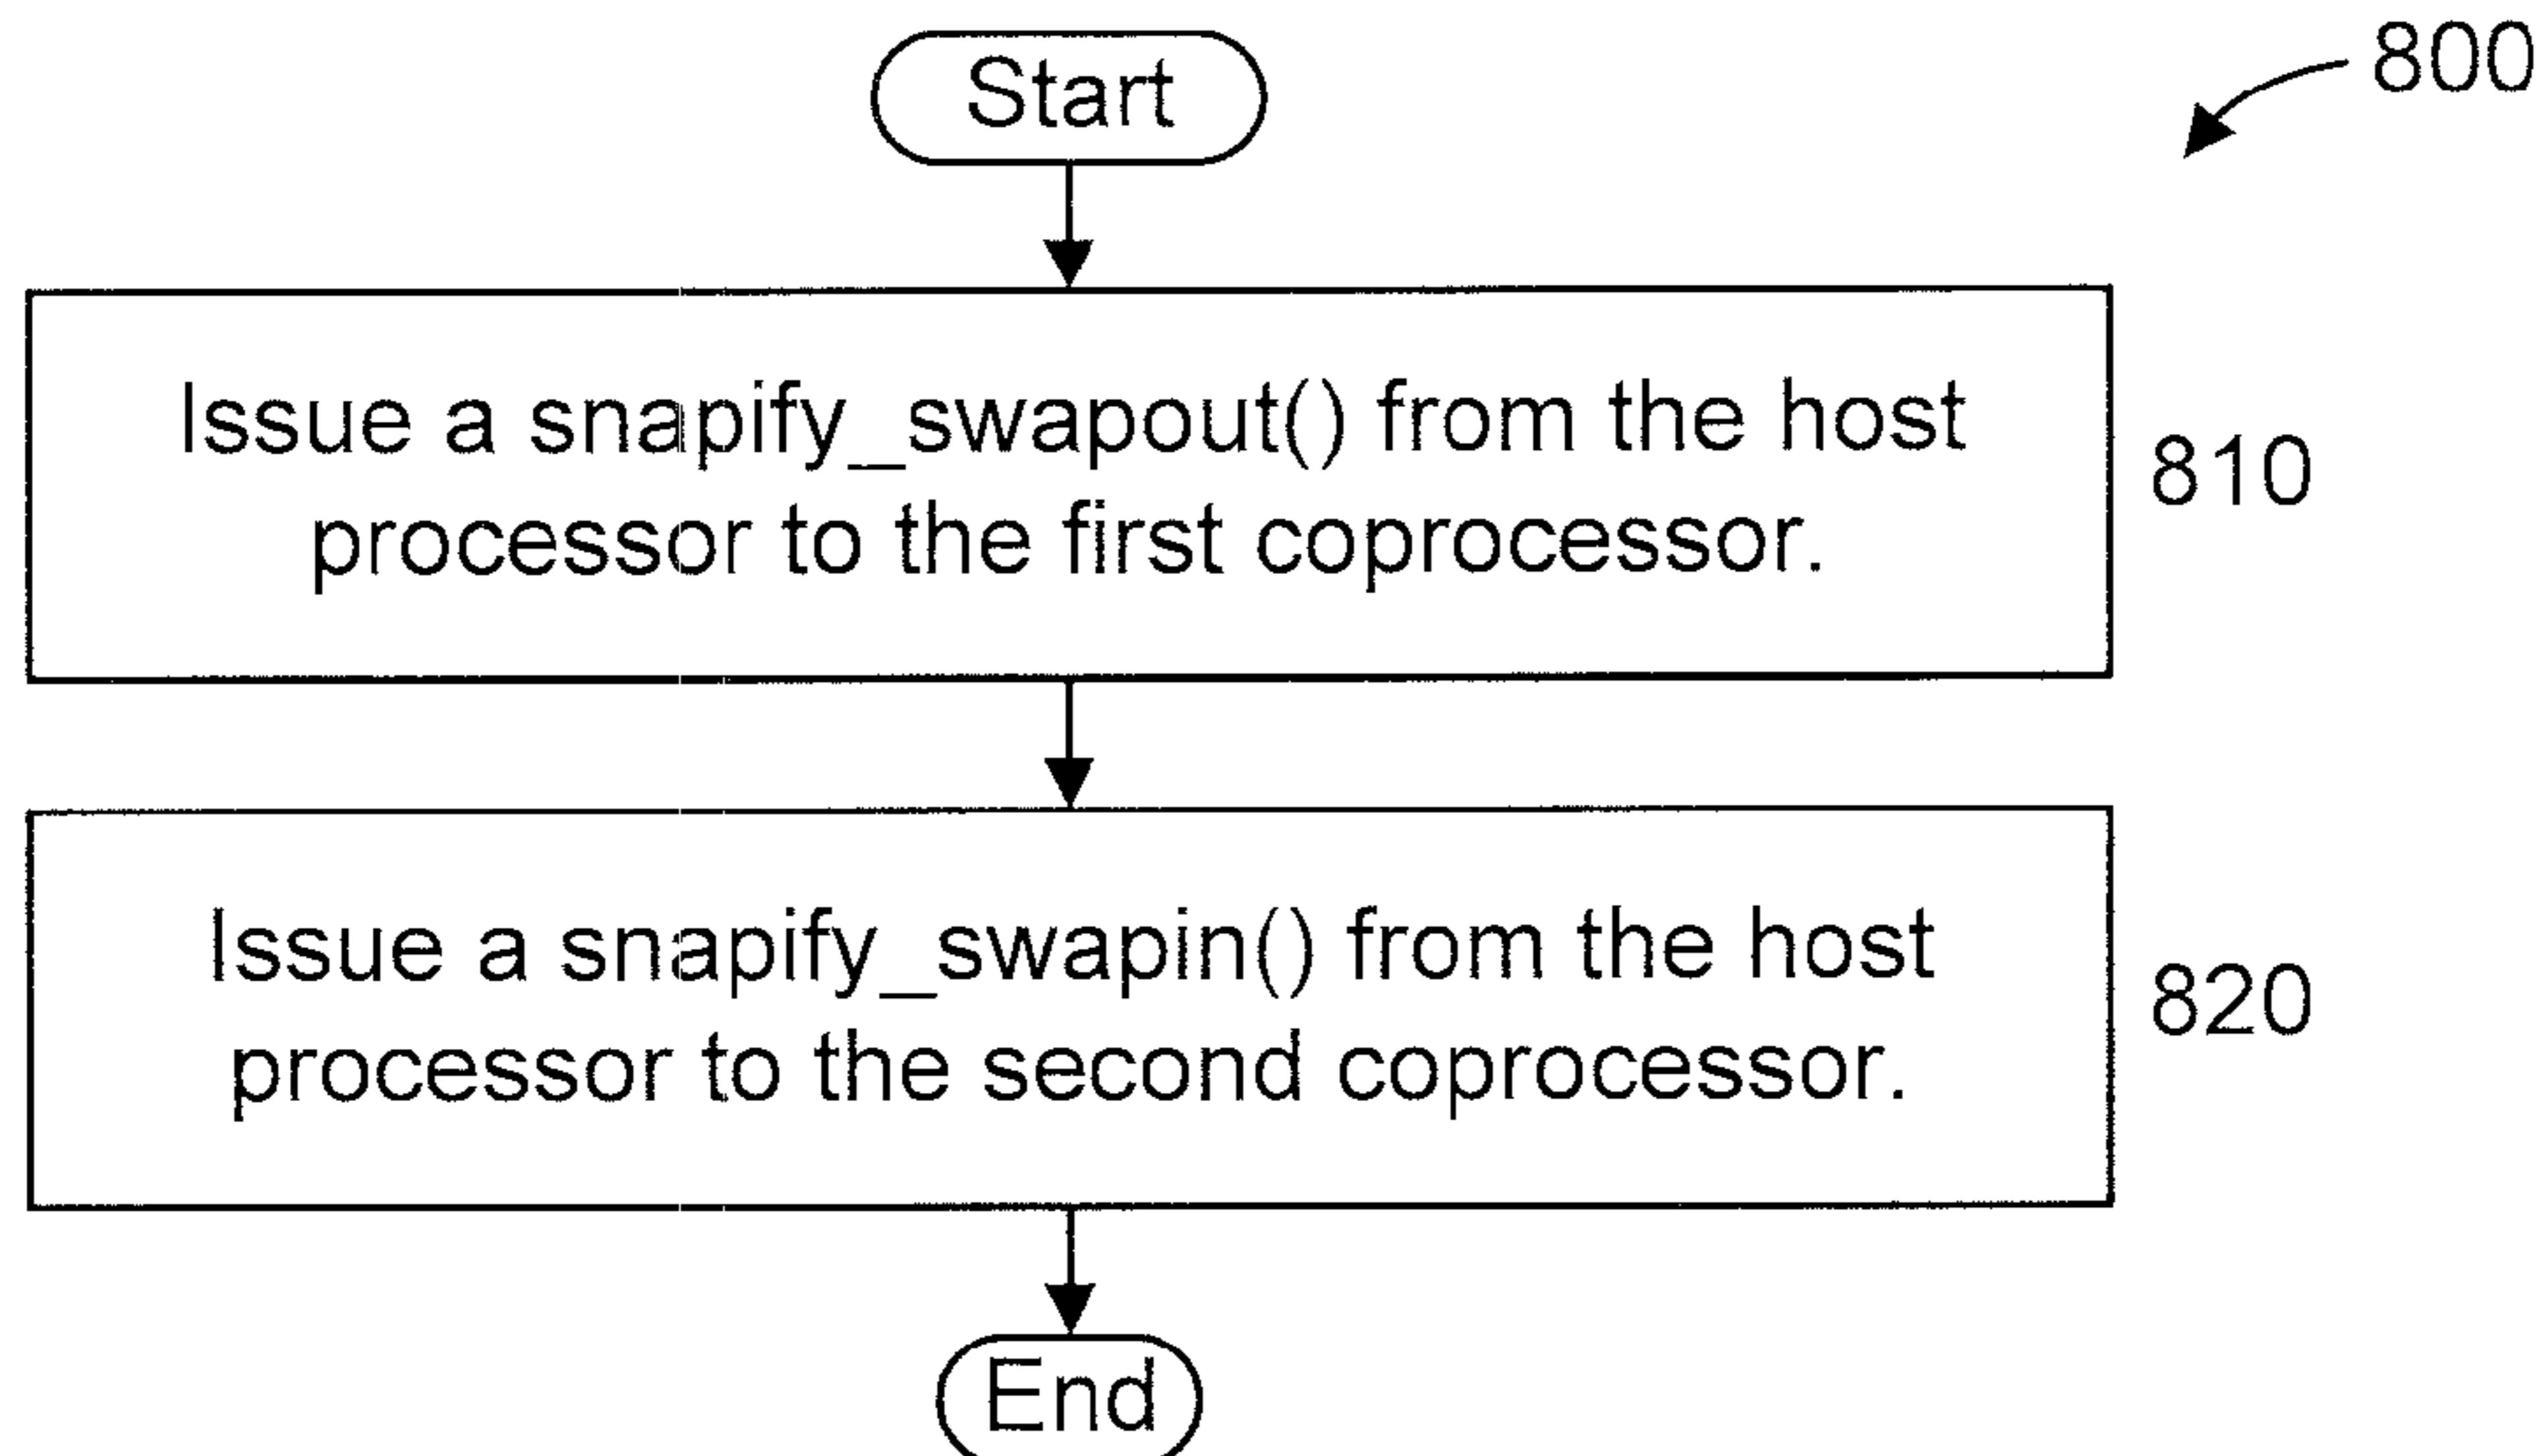 Start
800
Issue a snapify_swapout() from the host
processor to the first coprocessor.
810
Issue a snapify_swapin() from the host
processor to the second coprocessor.
820
End